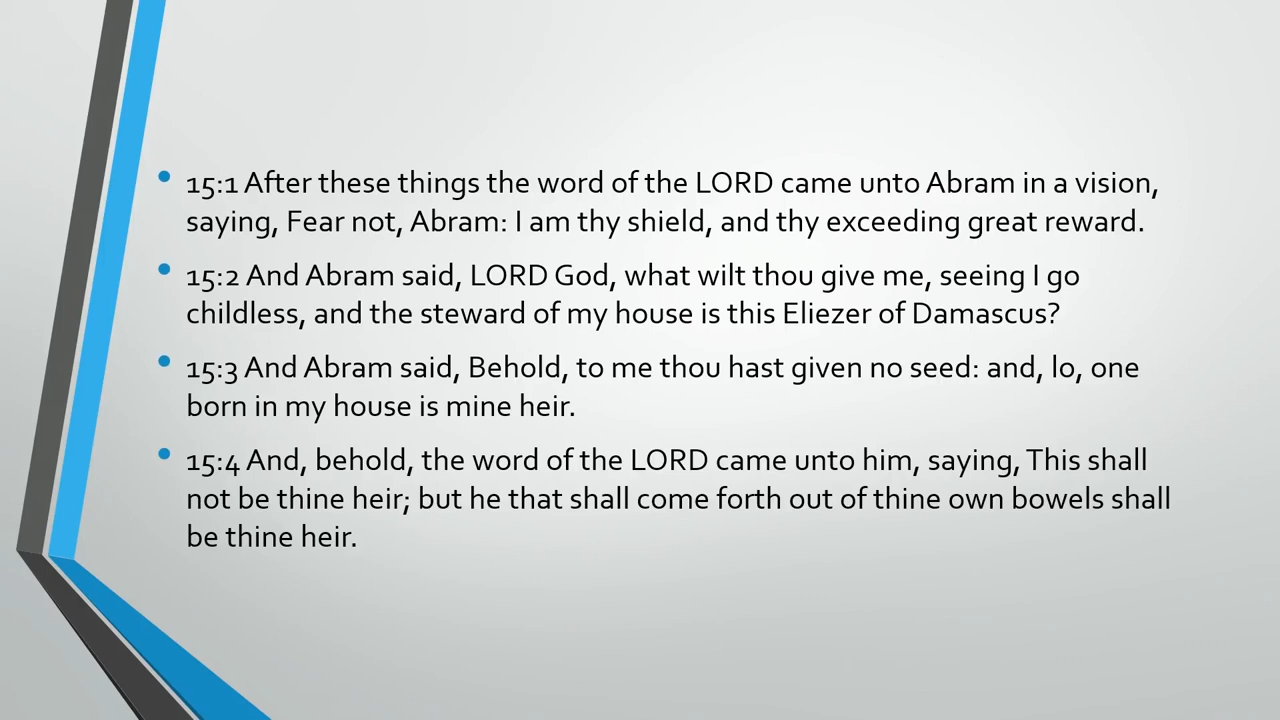 15:1 After these things the word of the LORD came unto Abram in a vision,
saying, Fear not, Abram: I am thy shield, and thy exceeding great reward.
15:2 And Abram said, LORD God, what wilt thou give me, seeing I go
childless, and the steward of my house is this Eliezer of Damascus?
15:3 And Abram said, Behold, to me thou hast given no seed: and, lo, one
born in my house is mine heir.
15:4 And, behold, the word of the LORD came unto him, saying, This shall
not be thine heir; but he that shall come forth out of thine own bowels shall
be thine heir.